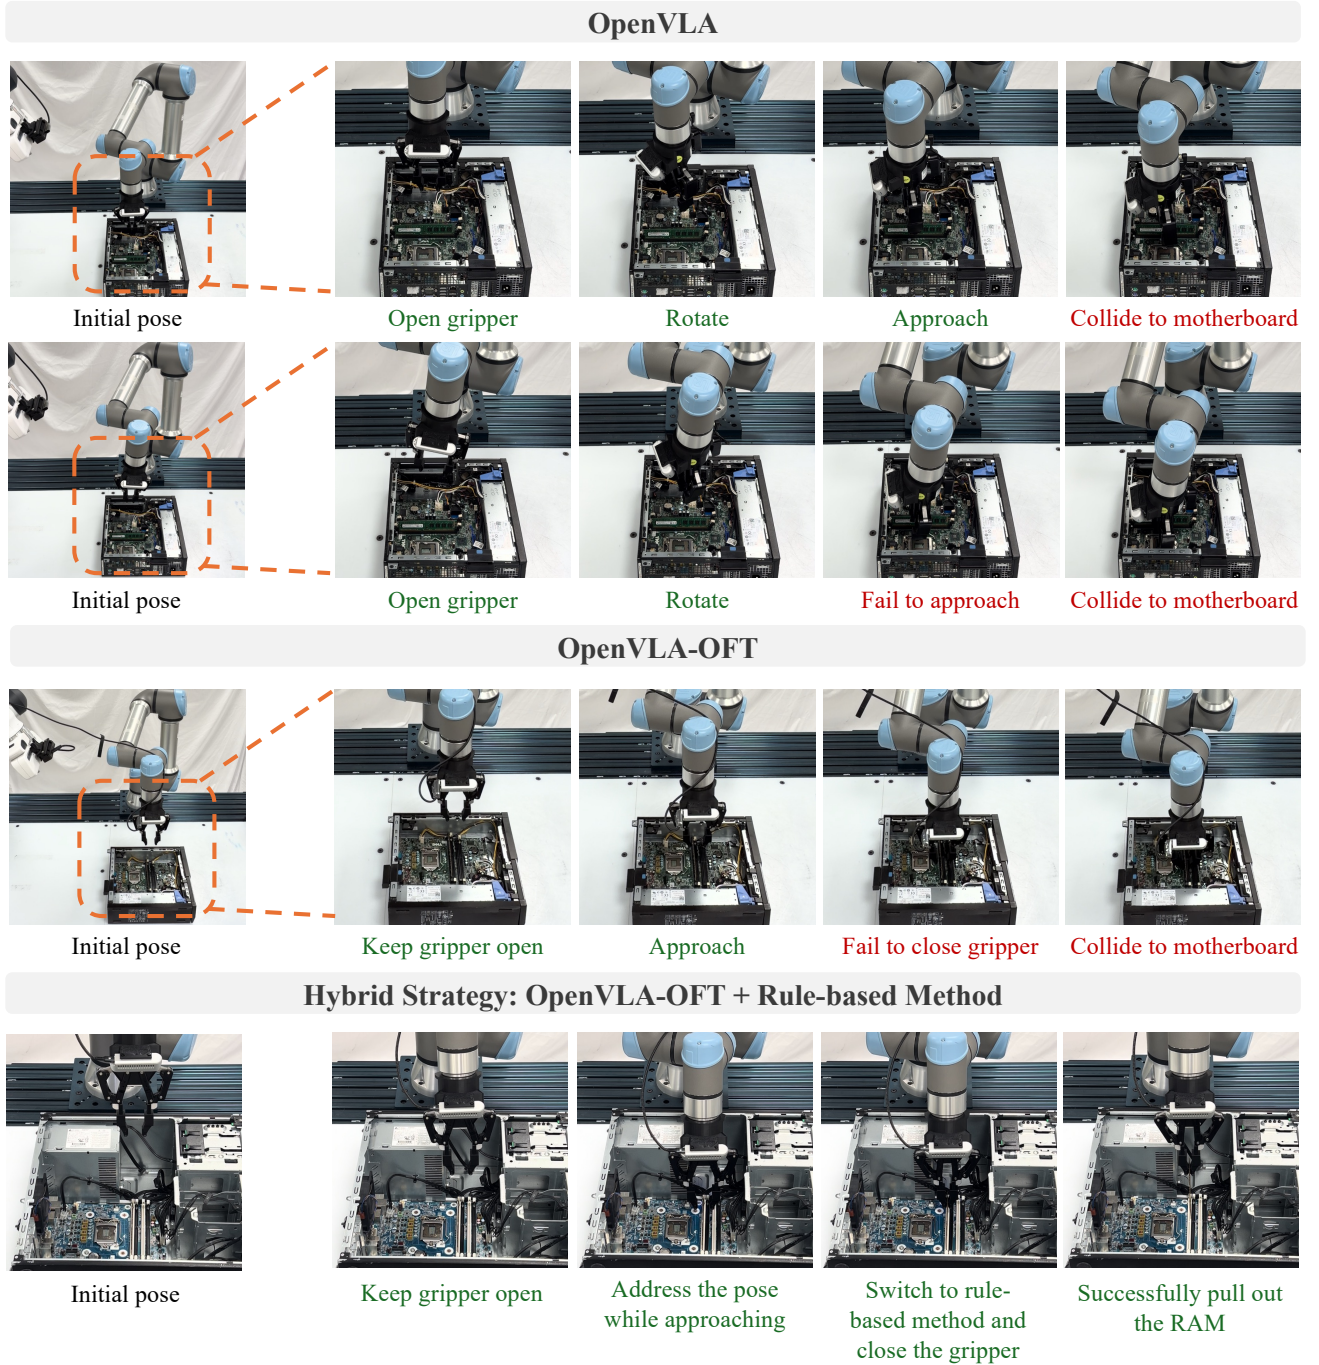 OpenVLA
Initial pose
Open gripper
Rotate
Approach
Collide to motherboard
Initial pose
Open gripper
Rotate
Fail to approach
Collide to motherboard
OpenVLA-OFT
Initial pose
Keep gripper open
Approach
Fail to close gripper
Collide to motherboard
Hybrid Strategy: OpenVLA-OFT + Rule-based Method
Initial pose
Keep gripper open
Address the pose
while approaching
Switch to rule-
based method and
close the gripper
Successfully pull out
the RAM